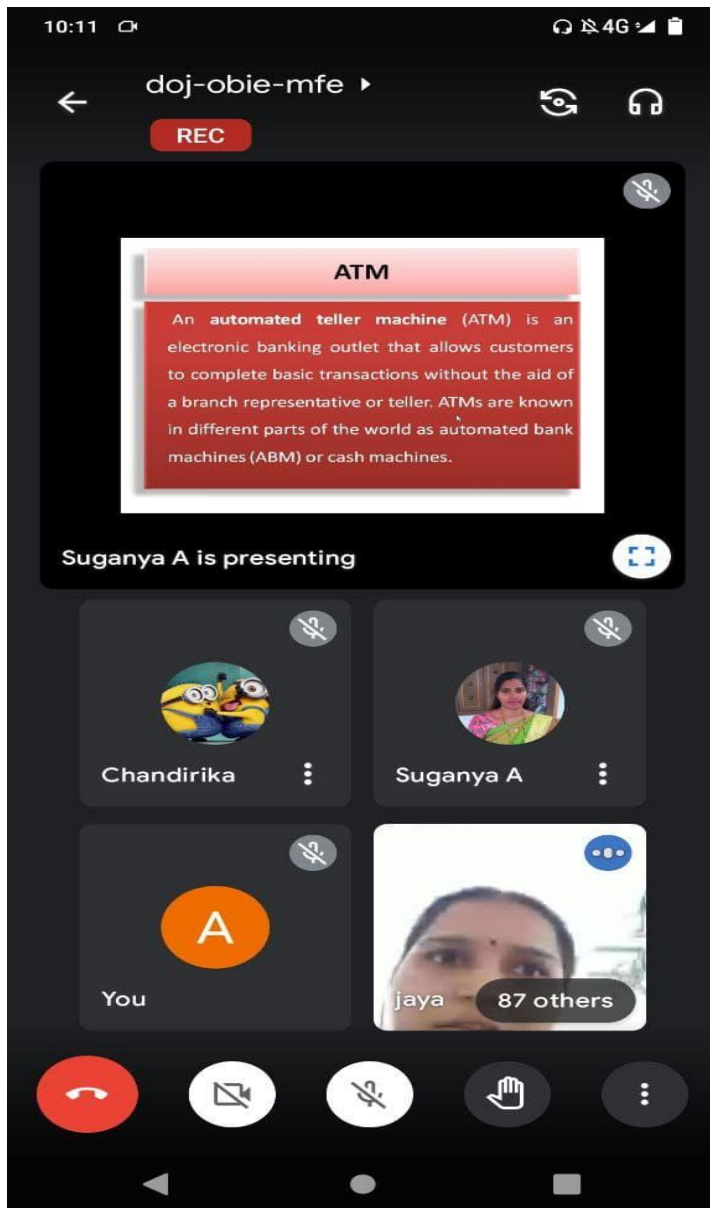 10:11 4G
doj-obie-mfe
REC
ATM
An automated teller machine (ATM) is an
electronic banking outlet that allows customers
to complete basic transactions without the aid of
a branch representative or teller. ATMs are known
in different parts of the world as automated bank
machines (ABM) or cash machines.
Suganya A is presenting
Chandirika
Suganya A
A
You
jaya
87 others